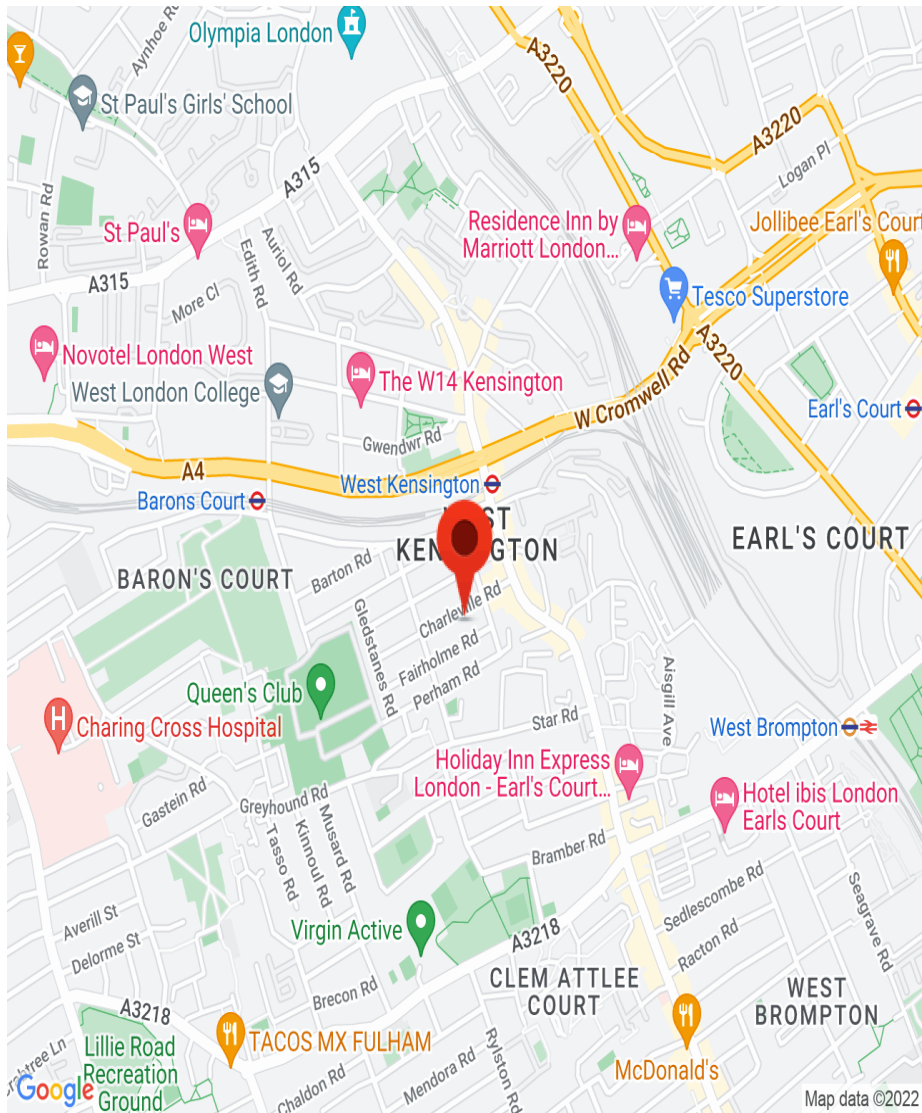 Aynhoe Rd
Olympia London
A3220
St Paul's Girls' School
A3220
Logan Pl
A315
Rowan Rd
St Paul's
Edith Rd
Auriol Rd
Residence Inn by
Marriott London...
Jollibee Earl's Court
A315
More Cl
Tesco Superstore
A3220
Novotel London West
West London College
The W14 Kensington
W Cromwell Rd
Earl's Court
Gwendwr Rd
A4
West Kensington
Barons Court
EARL'S COURT
BARON'S COURT
Barton Rd
Gledstanes Rd
Charleville Rd
Fairholme Rd
Perham Rd
Aisgill Ave
Queen's Club
Star Rd
West Brompton
H
Charing Cross Hospital
Holiday Inn Express
London - Earl's Court...
Hotel ibis London
Earls Court
Gastein Rd
Greyhound Rd
Tasso Rd
Kinnoul Rd
Musard Rd
Bramber Rd
Sedlescombe Rd
Seagrave Rd
Averill St
Virgin Active
A3218
Racton Rd
Delorme St
CLEM ATTLEE
COURT
Brecon Rd
WEST
BROMPTON
A3218
TACOS MX FULHAM
Lillie Road
Recreation
Ground
Chaldon Rd
Mendora Rd
Rylston Rd
McDonald's
Google
Map data ©2022